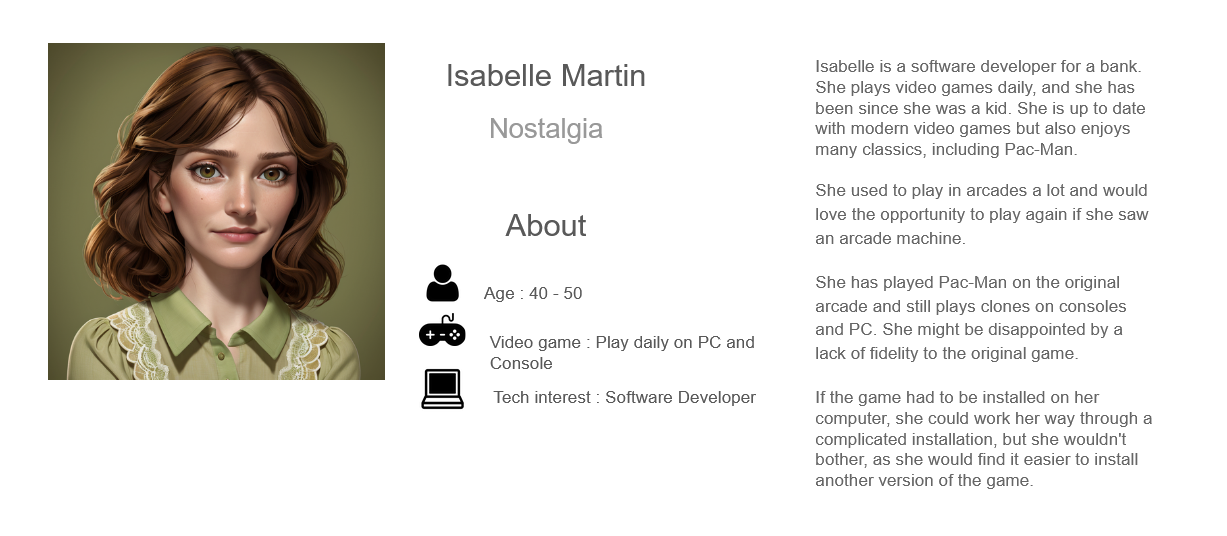 Isabelle Martin
Nostalgia
About
Age : 40 - 50
Video game : Play daily on PC and
Console
Tech interest : Software Developer
Isabelle is a software developer for a bank.
She plays video games daily, and she has
been since she was a kid. She is up to date
with modern video games but also enjoys
many classics, including Pac-Man.
She used to play in arcades a lot and would
love the opportunity to play again if she saw
an arcade machine.
She has played Pac-Man on the original
arcade and still plays clones on consoles
and PC. She might be disappointed by a
lack of fidelity to the original game.
If the game had to be installed on her
computer, she could work her way through a
complicated installation, but she wouldn't
bother, as she would find it easier to install
another version of the game.